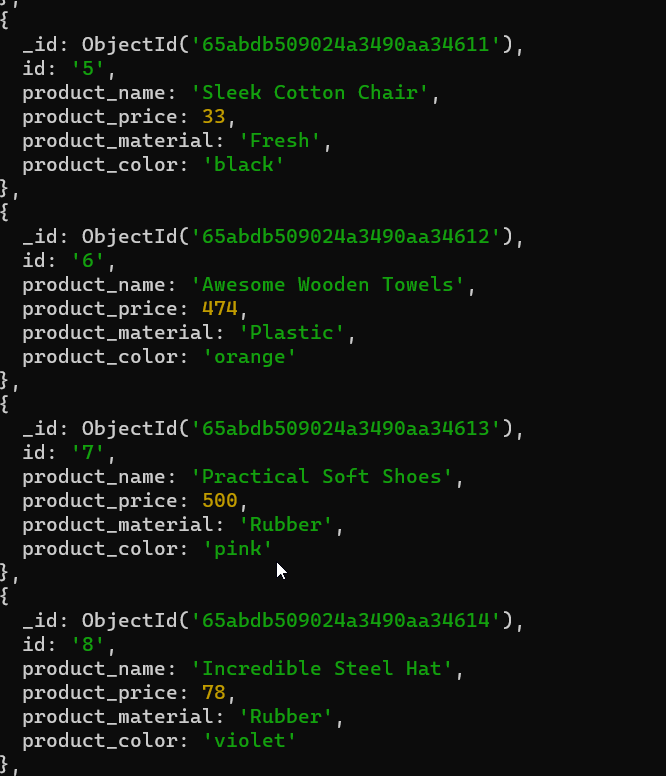 },
{
  _id: ObjectId('65abdb509024a3490aa34611'),
  id: '5',
  product_name: 'Sleek Cotton Chair',
  product_price: 33,
  product_material: 'Fresh',
  product_color: 'black'
},
{
  _id: ObjectId('65abdb509024a3490aa34612'),
  id: '6',
  product_name: 'Awesome Wooden Towels',
  product_price: 474,
  product_material: 'Plastic',
  product_color: 'orange'
},
{
  _id: ObjectId('65abdb509024a3490aa34613'),
  id: '7',
  product_name: 'Practical Soft Shoes',
  product_price: 500,
  product_material: 'Rubber',
  product_color: 'pink'
},
{
  _id: ObjectId('65abdb509024a3490aa34614'),
  id: '8',
  product_name: 'Incredible Steel Hat',
  product_price: 78,
  product_material: 'Rubber',
  product_color: 'violet'
},